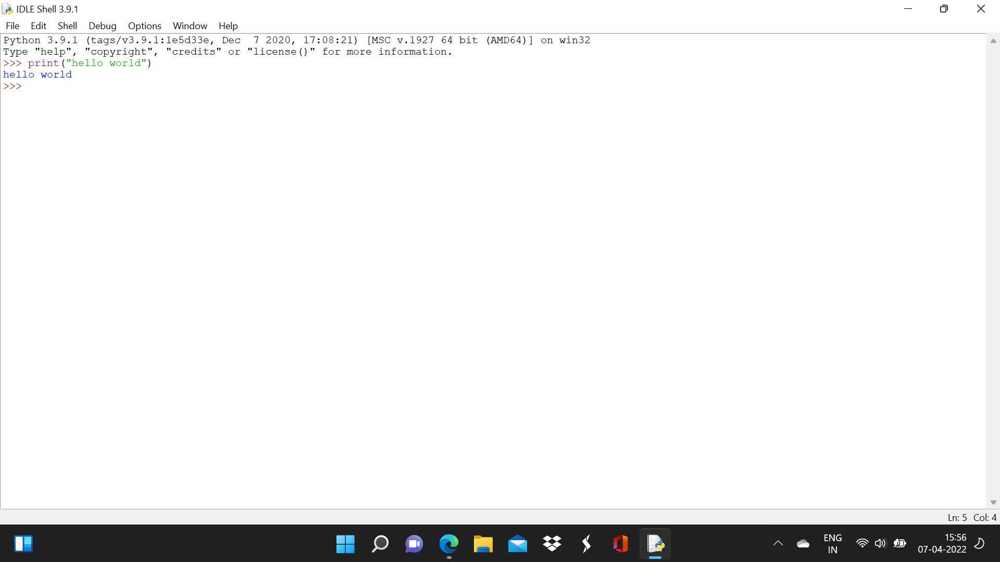 IDLE Shell 3.9.1
File Edit Shell Debug Options Window Help
Python 3.9.1 (tags/v3.9.1:1e5d33e, Dec  7 2020, 17:08:21) [MSC v.1927 64 bit (AMD64)] on win32
Type "help", "copyright", "credits" or "license()" for more information.
>>> print("hello world")
hello world
>>>
Ln: 5 Col: 4
ENG 15:56
IN 07-04-2022